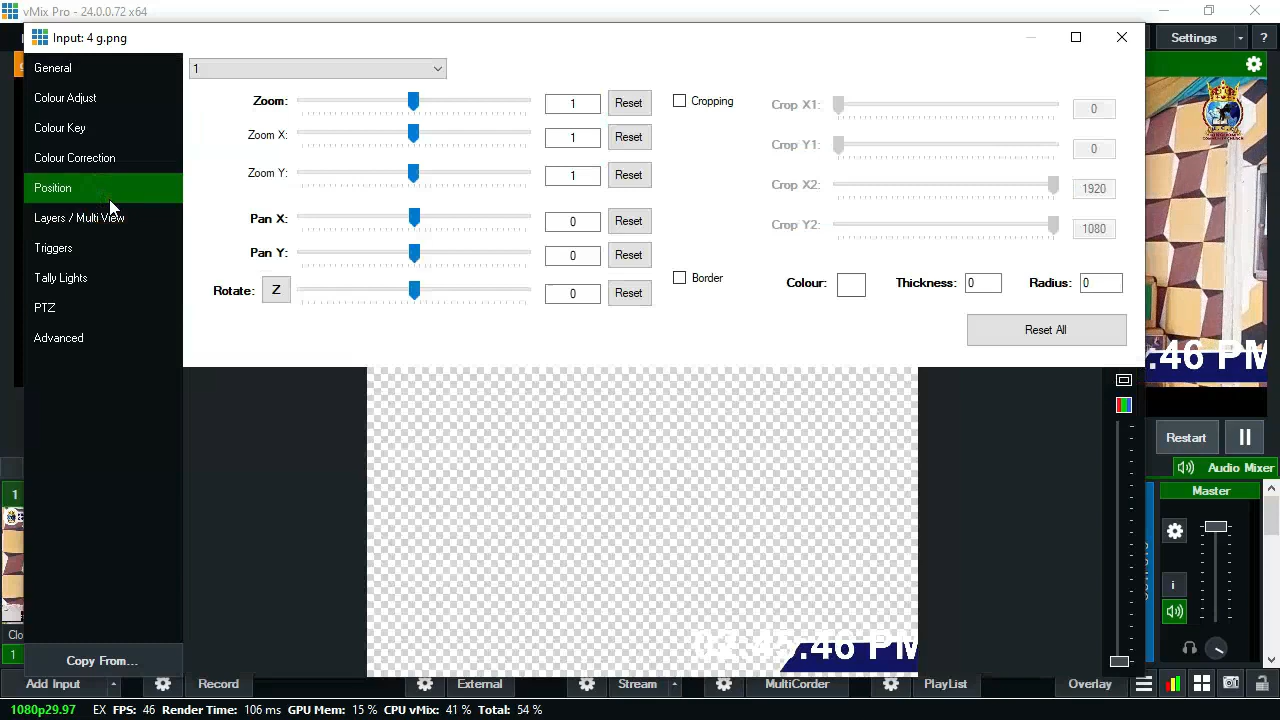 vMix Pro - 24.0.0.72 x64
Settings
?
Input: 4 g.png
General
Colour Adjust
Colour Key
Colour Correction
Position
Layers / Multi View
Triggers
Tally Lights
PTZ
Advanced
Copy From...
1
Zoom: 1 Reset
Zoom X: 1 Reset
Zoom Y: 1 Reset
Pan X: 0 Reset
Pan Y: 0 Reset
Rotate: Z 0 Reset
Cropping
Crop X1: 0
Crop Y1: 0
Crop X2: 1920
Crop Y2: 1080
Border
Colour:
Thickness: 0
Radius: 0
Reset All
:46 PM
Restart
Audio Mixer
Master
i
1
Clo
1
:46 PM
Add Input
Record
External
Stream
MultiCorder
PlayList
Overlay
1080p29.97 EX FPS: 46 Render Time: 106 ms GPU Mem: 15 % CPU vMix: 41 % Total: 54 %